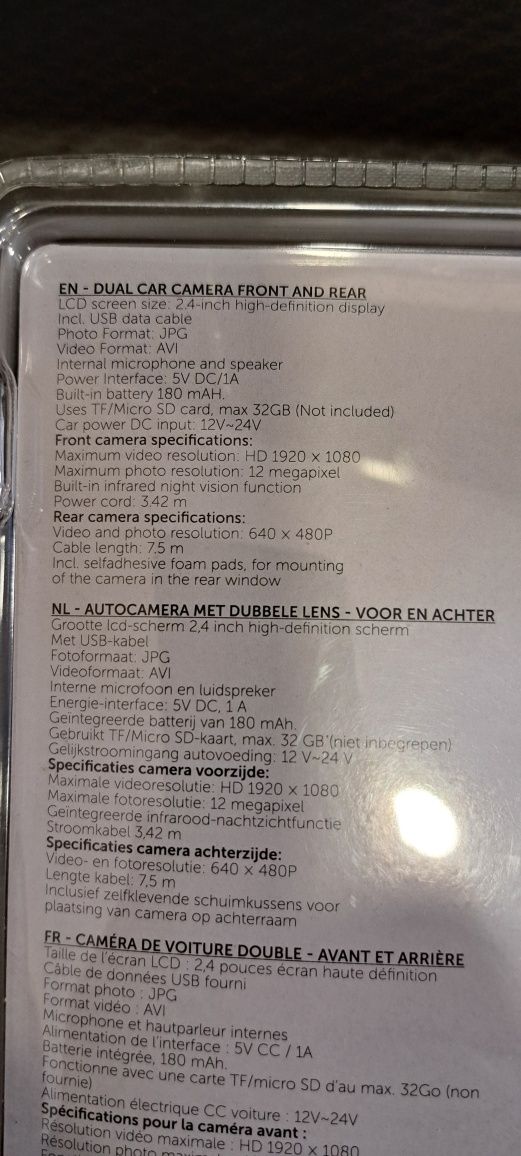 EN - DUAL CAR CAMERA FRONT AND REAR
LCD screen size: 2,4-inch high-definition display
Incl. USB data cable
Photo Format: JPG
Video Format: AVI
Internal microphone and speaker
Power Interface: 5V DC/1A
Built-in battery 180 mAH.
Uses TF/Micro SD card, max 32GB (Not included)
Car power DC input: 12V~24V
Front camera specifications:
Maximum video resolution: HD 1920 x 1080
Maximum photo resolution: 12 megapixel
Built-in infrared night vision function
Power cord: 3.42 m
Rear camera specifications:
Video and photo resolution: 640 x 480P
Cable length: 7,5 m
Incl. selfadhesive foam pads, for mounting
of the camera in the rear window
NL - AUTOCAMERA MET DUBBELE LENS - VOOR EN ACHTER
Grootte lcd-scherm 2,4 inch high-definition scherm
Met USB-kabel
Fotoformaat: JPG
Videoformaat: AVI
Interne microfoon en luidspreker
Energie-interface: 5V DC, 1 A
Geïntegreerde batterij van 180 mAh.
Gebruikt TF/Micro SD-kaart, max. 32 GB (niet inbegrepen)
Gelijkstroomingang autovoeding: 12 V~24 V
Specificaties camera voorzijde:
Maximale videoresolutie: HD 1920 x 1080
Maximale fotoresolutie: 12 megapixel
Geïntegreerde infrarood-nachtzichtfunctie
Stroomkabel 3,42 m
Specificaties camera achterzijde:
Video- en fotoresolutie: 640 x 480P
Lengte kabel: 7,5 m
Inclusief zelfklevende schuimkussens voor
plaatsing van camera op achterraam
FR - CAMÉRA DE VOITURE DOUBLE - AVANT ET ARRIÈRE
Taille de l'écran LCD : 2,4 pouces écran haute définition
Câble de données USB fourni
Format photo : JPG
Format vidéo : AVI
Microphone et hautparleur internes
Alimentation de l'interface : 5V CC / 1A
Batterie intégrée, 180 mAh.
Fonctionne avec une carte TF/micro SD d'au max. 32Go (non
fournie)
Alimentation électrique CC voiture : 12V~24V
Spécifications pour la caméra avant :
Résolution vidéo maximale : HD 1920 x 1080
Résolution photo